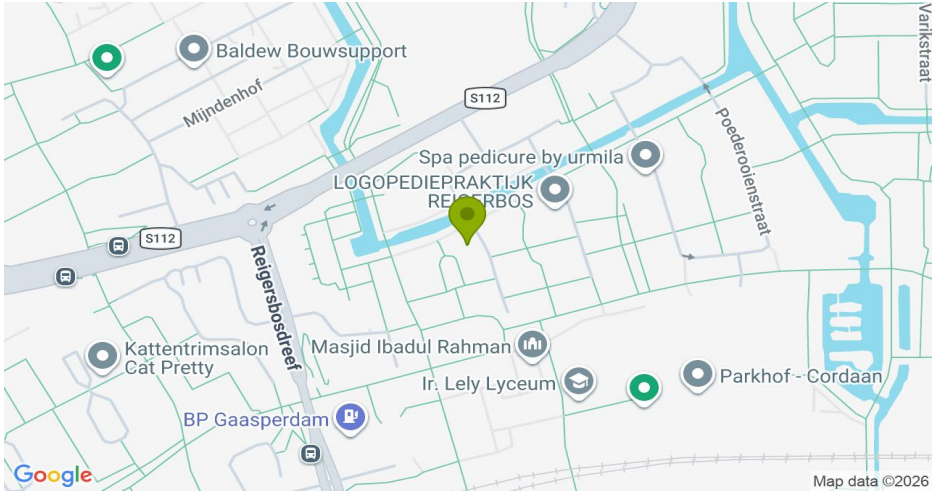 Baldew Bouwsupport
Varikstraat
Mijndenhof
S112
Poederooienstraat
Spa pedicure by urmila
LOGOPEDIEPRAKTIJK
REIGERBOS
S112
Reigersbosdreef
Kattentrimsalon
Cat Pretty
Masjid Ibadul Rahman
Ir. Lely Lyceum
Parkhof - Cordaan
BP Gaasperdam
Google
Map data ©2026